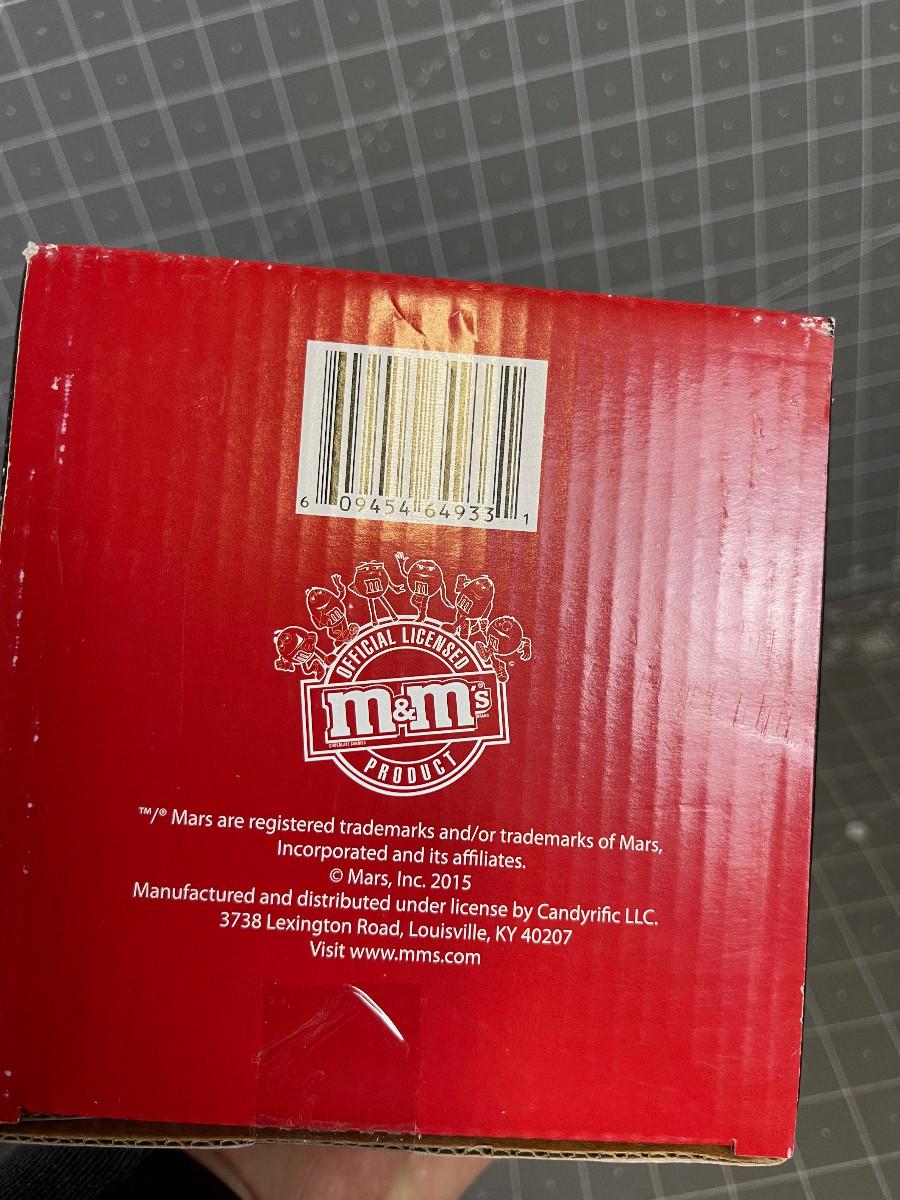 6 09454 64933 1
OFFICIAL LICENSED
m&m's®
PRODUCT
™/® Mars are registered trademarks and/or trademarks of Mars,
Incorporated and its affiliates.
© Mars, Inc. 2015
Manufactured and distributed under license by Candyrific LLC.
3738 Lexington Road, Louisville, KY 40207
Visit www.mms.com